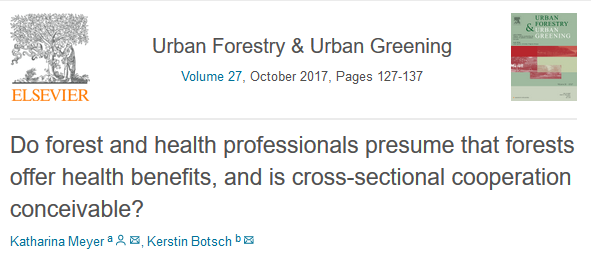 Urban Forestry & Urban Greening
Volume 27, October 2017, Pages 127-137
ELSEVIER
URBAN
FORESTRY
&
URBAN
GREENING
Do forest and health professionals presume that forests
offer health benefits, and is cross-sectional cooperation
conceivable?
Katharina Meyer a, Kerstin Botsch b